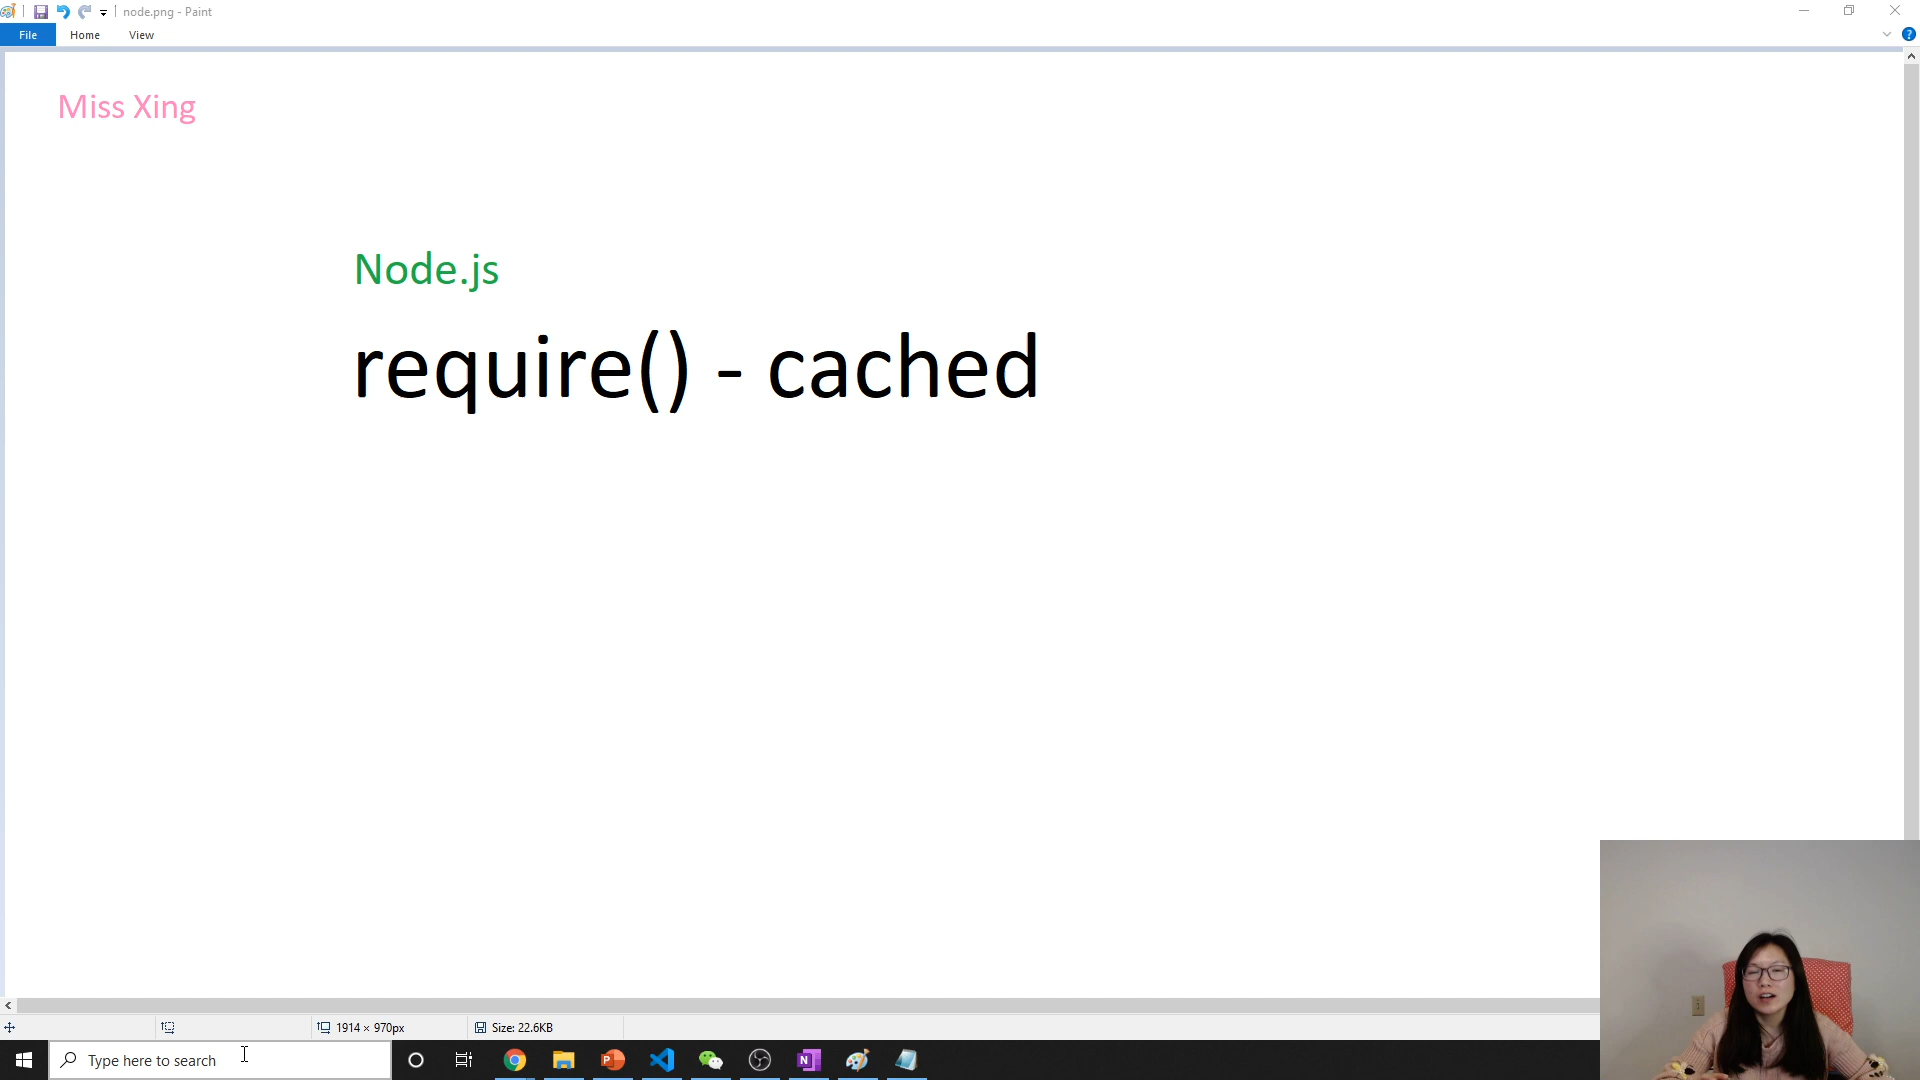 node.png - Paint
File Home View
Miss Xing
Node.js
require() - cached
1914 × 970px Size: 22.6KB
Type here to search